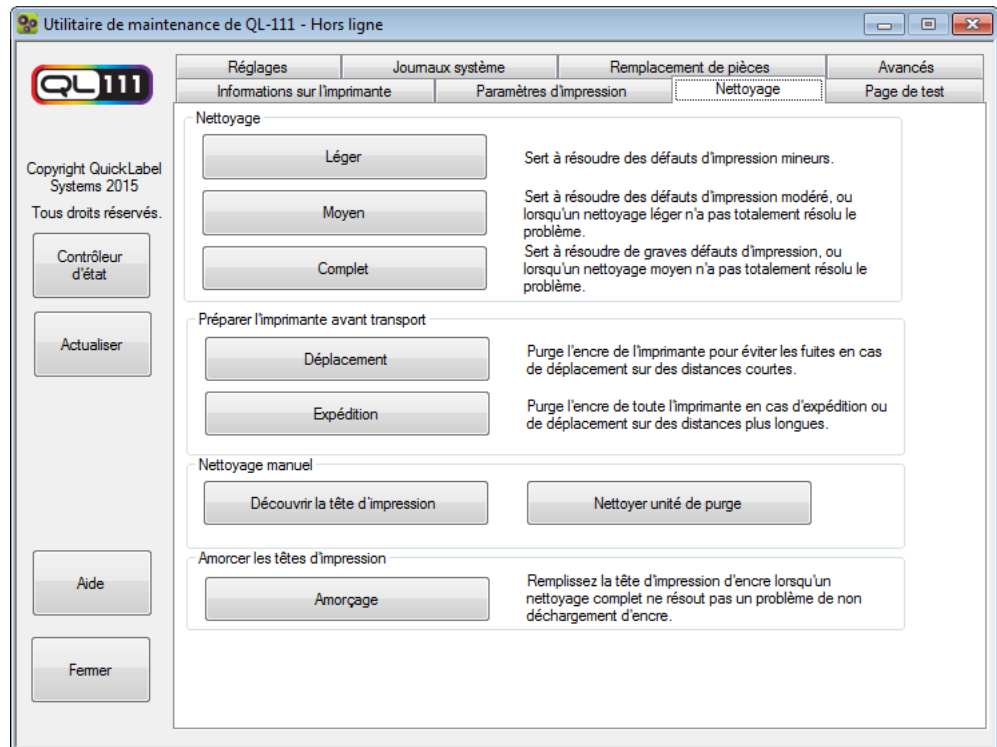 Utilitaire de maintenance de QL-111 - Hors ligne
QL111
Copyright QuickLabel
Systems 2015
Tous droits réservés.
Contrôleur
d'état
Actualiser
Aide
Fermer
Réglages
Journaux système
Remplacement de pièces
Avancés
Informations sur l'imprimante
Paramètres d'impression
Nettoyage
Page de test
Nettoyage
Léger
Sert à résoudre des défauts d'impression mineurs.
Moyen
Sert à résoudre des défauts d'impression modéré, ou
lorsqu'un nettoyage léger n'a pas totalement résolu le
problème.
Complet
Sert à résoudre de graves défauts d'impression, ou
lorsqu'un nettoyage moyen n'a pas totalement résolu le
problème.
Préparer l'imprimante avant transport
Déplacement
Purge l'encre de l'imprimante pour éviter les fuites en cas
de déplacement sur des distances courtes.
Expédition
Purge l'encre de toute l'imprimante en cas d'expédition ou
de déplacement sur des distances plus longues.
Nettoyage manuel
Découvrir la tête d'impression
Nettoyer unité de purge
Amorcer les têtes d'impression
Amorçage
Remplissez la tête d'impression d'encre lorsqu'un
nettoyage complet ne résout pas un problème de non
déchargement d'encre.